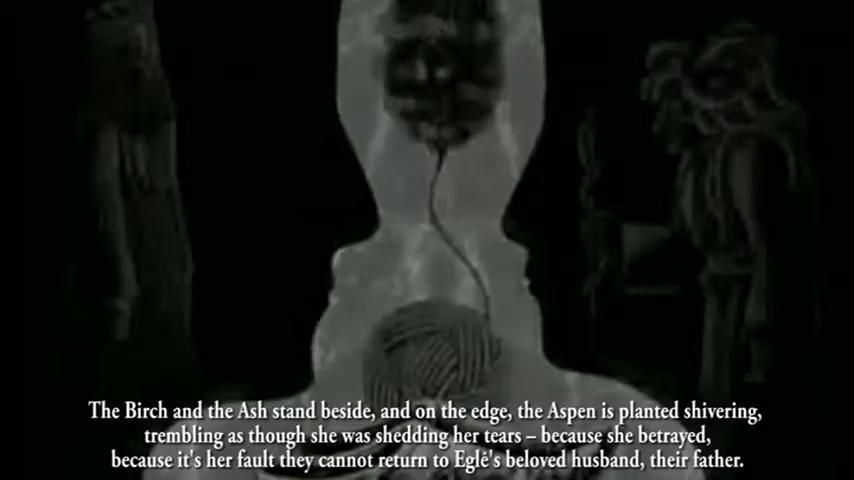 The Birch and the Ash stand beside, and on the edge, the Aspen is planted shivering,
trembling as though she was shedding her tears – because she betrayed,
because it's her fault they cannot return to Eglė's beloved husband, their father.